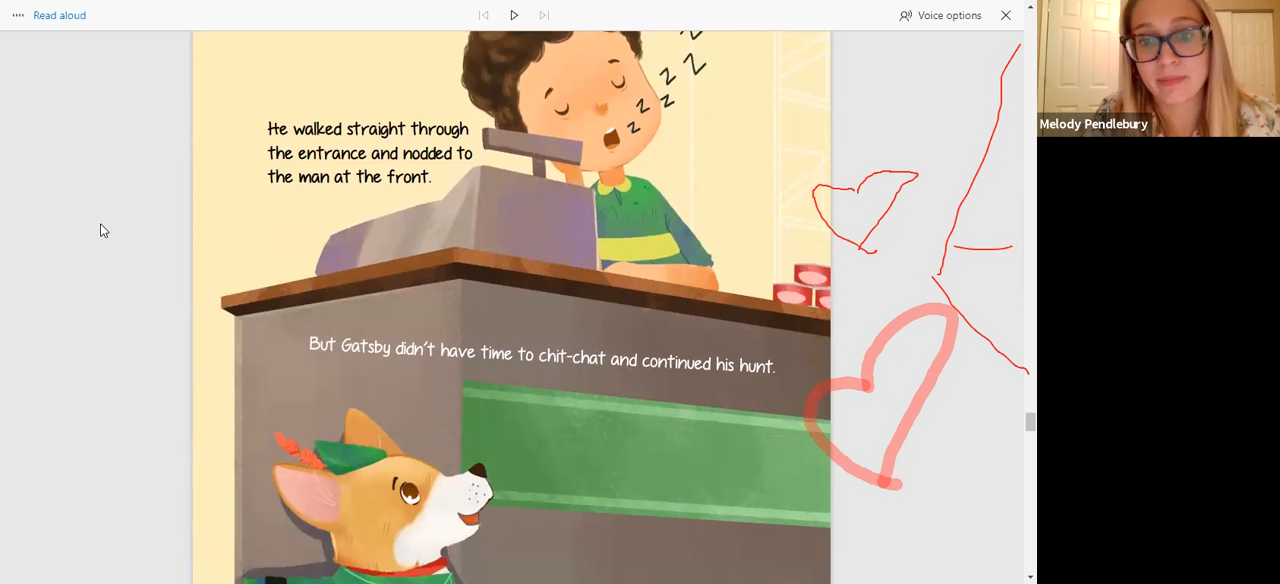 Read aloud
Voice options
Melody Pendlebury
He walked straight through
the entrance and nodded to
the man at the front.
z z z z z z
But Gatsby didn't have time to chit-chat and continued his hunt.